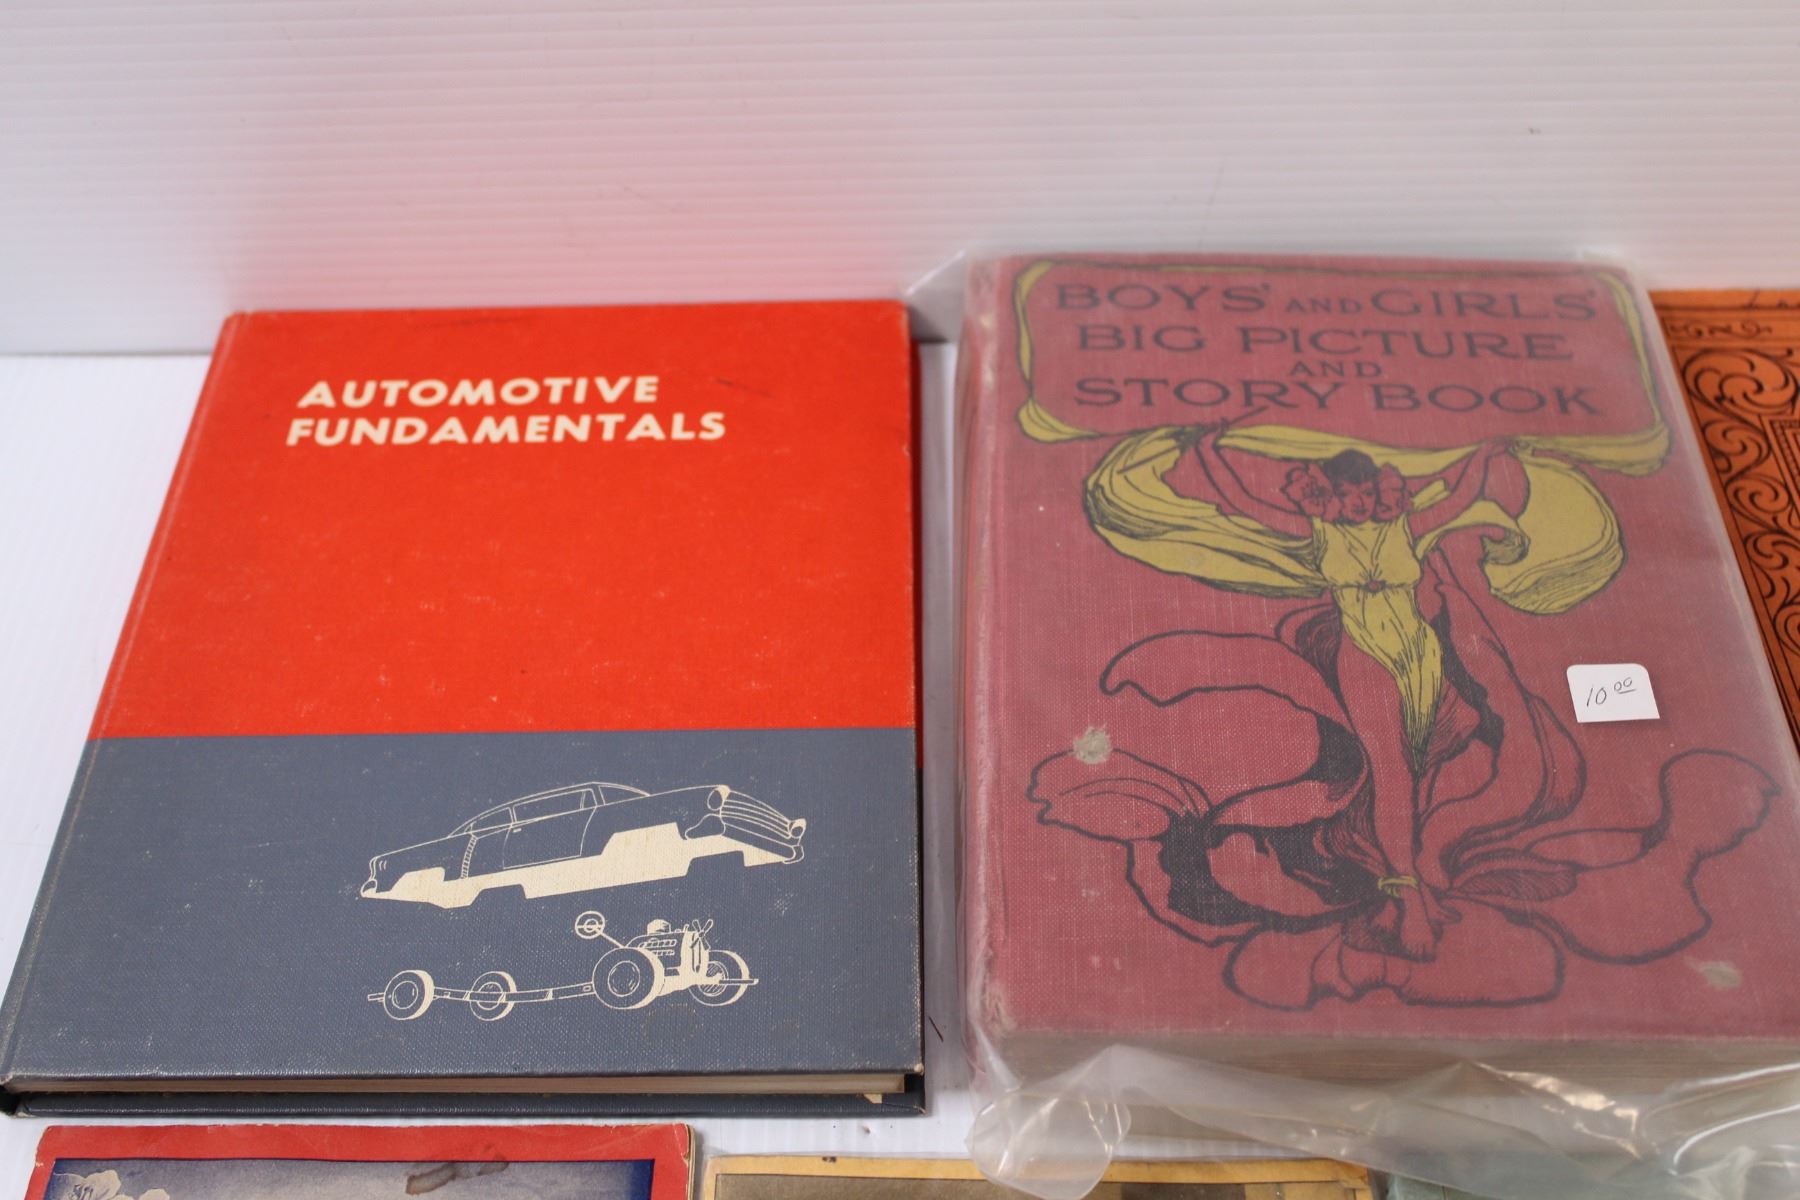 AUTOMOTIVE
FUNDAMENTALS
BOYS' AND GIRLS'
BIG PICTURE
AND
STORY BOOK
10 00